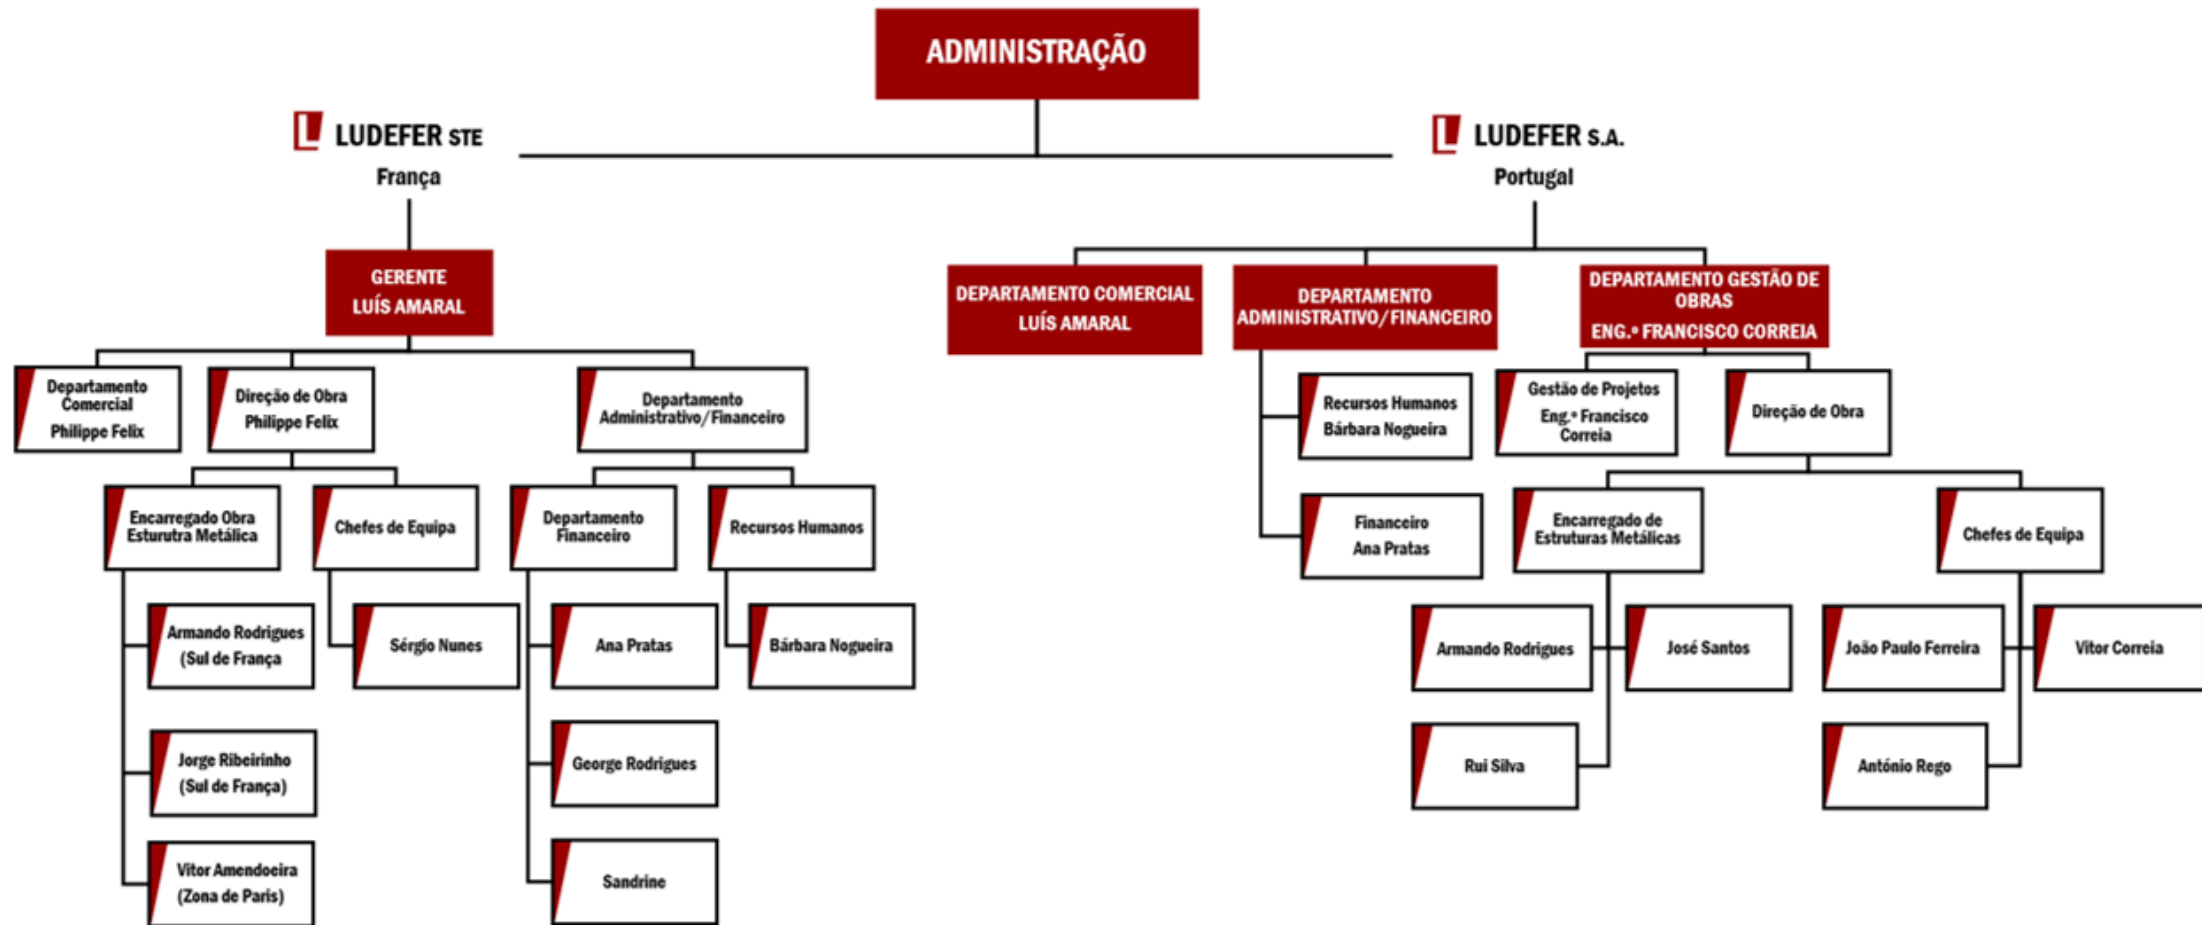 ADMINISTRAÇÃO
LUDEFER STE
França
LUDEFER S.A.
Portugal
GERENTE
LUÍS AMARAL
DEPARTAMENTO COMERCIAL
LUÍS AMARAL
DEPARTAMENTO
ADMINISTRATIVO/FINANCEIRO
DEPARTAMENTO GESTÃO DE
OBRAS
ENG.º FRANCISCO CORREIA
Departamento
Comercial
Philippe Felix
Direção de Obra
Philippe Felix
Departamento
Administrativo/Financeiro
Recursos Humanos
Bárbara Nogueira
Gestão de Projetos
Eng.º Francisco
Correia
Direção de Obra
Encarregado Obra
Esturutra Metálica
Chefes de Equipa
Departamento
Financeiro
Recursos Humanos
Financeiro
Ana Pratas
Encarregado de
Estruturas Metálicas
Chefes de Equipa
Armando Rodrigues
(Sul de França
Sérgio Nunes
Ana Pratas
Bárbara Nogueira
Armando Rodrigues
José Santos
João Paulo Ferreira
Vitor Correia
Jorge Ribeirinho
(Sul de França)
George Rodrigues
Rui Silva
António Rego
Vitor Amendoeira
(Zona de Paris)
Sandrine